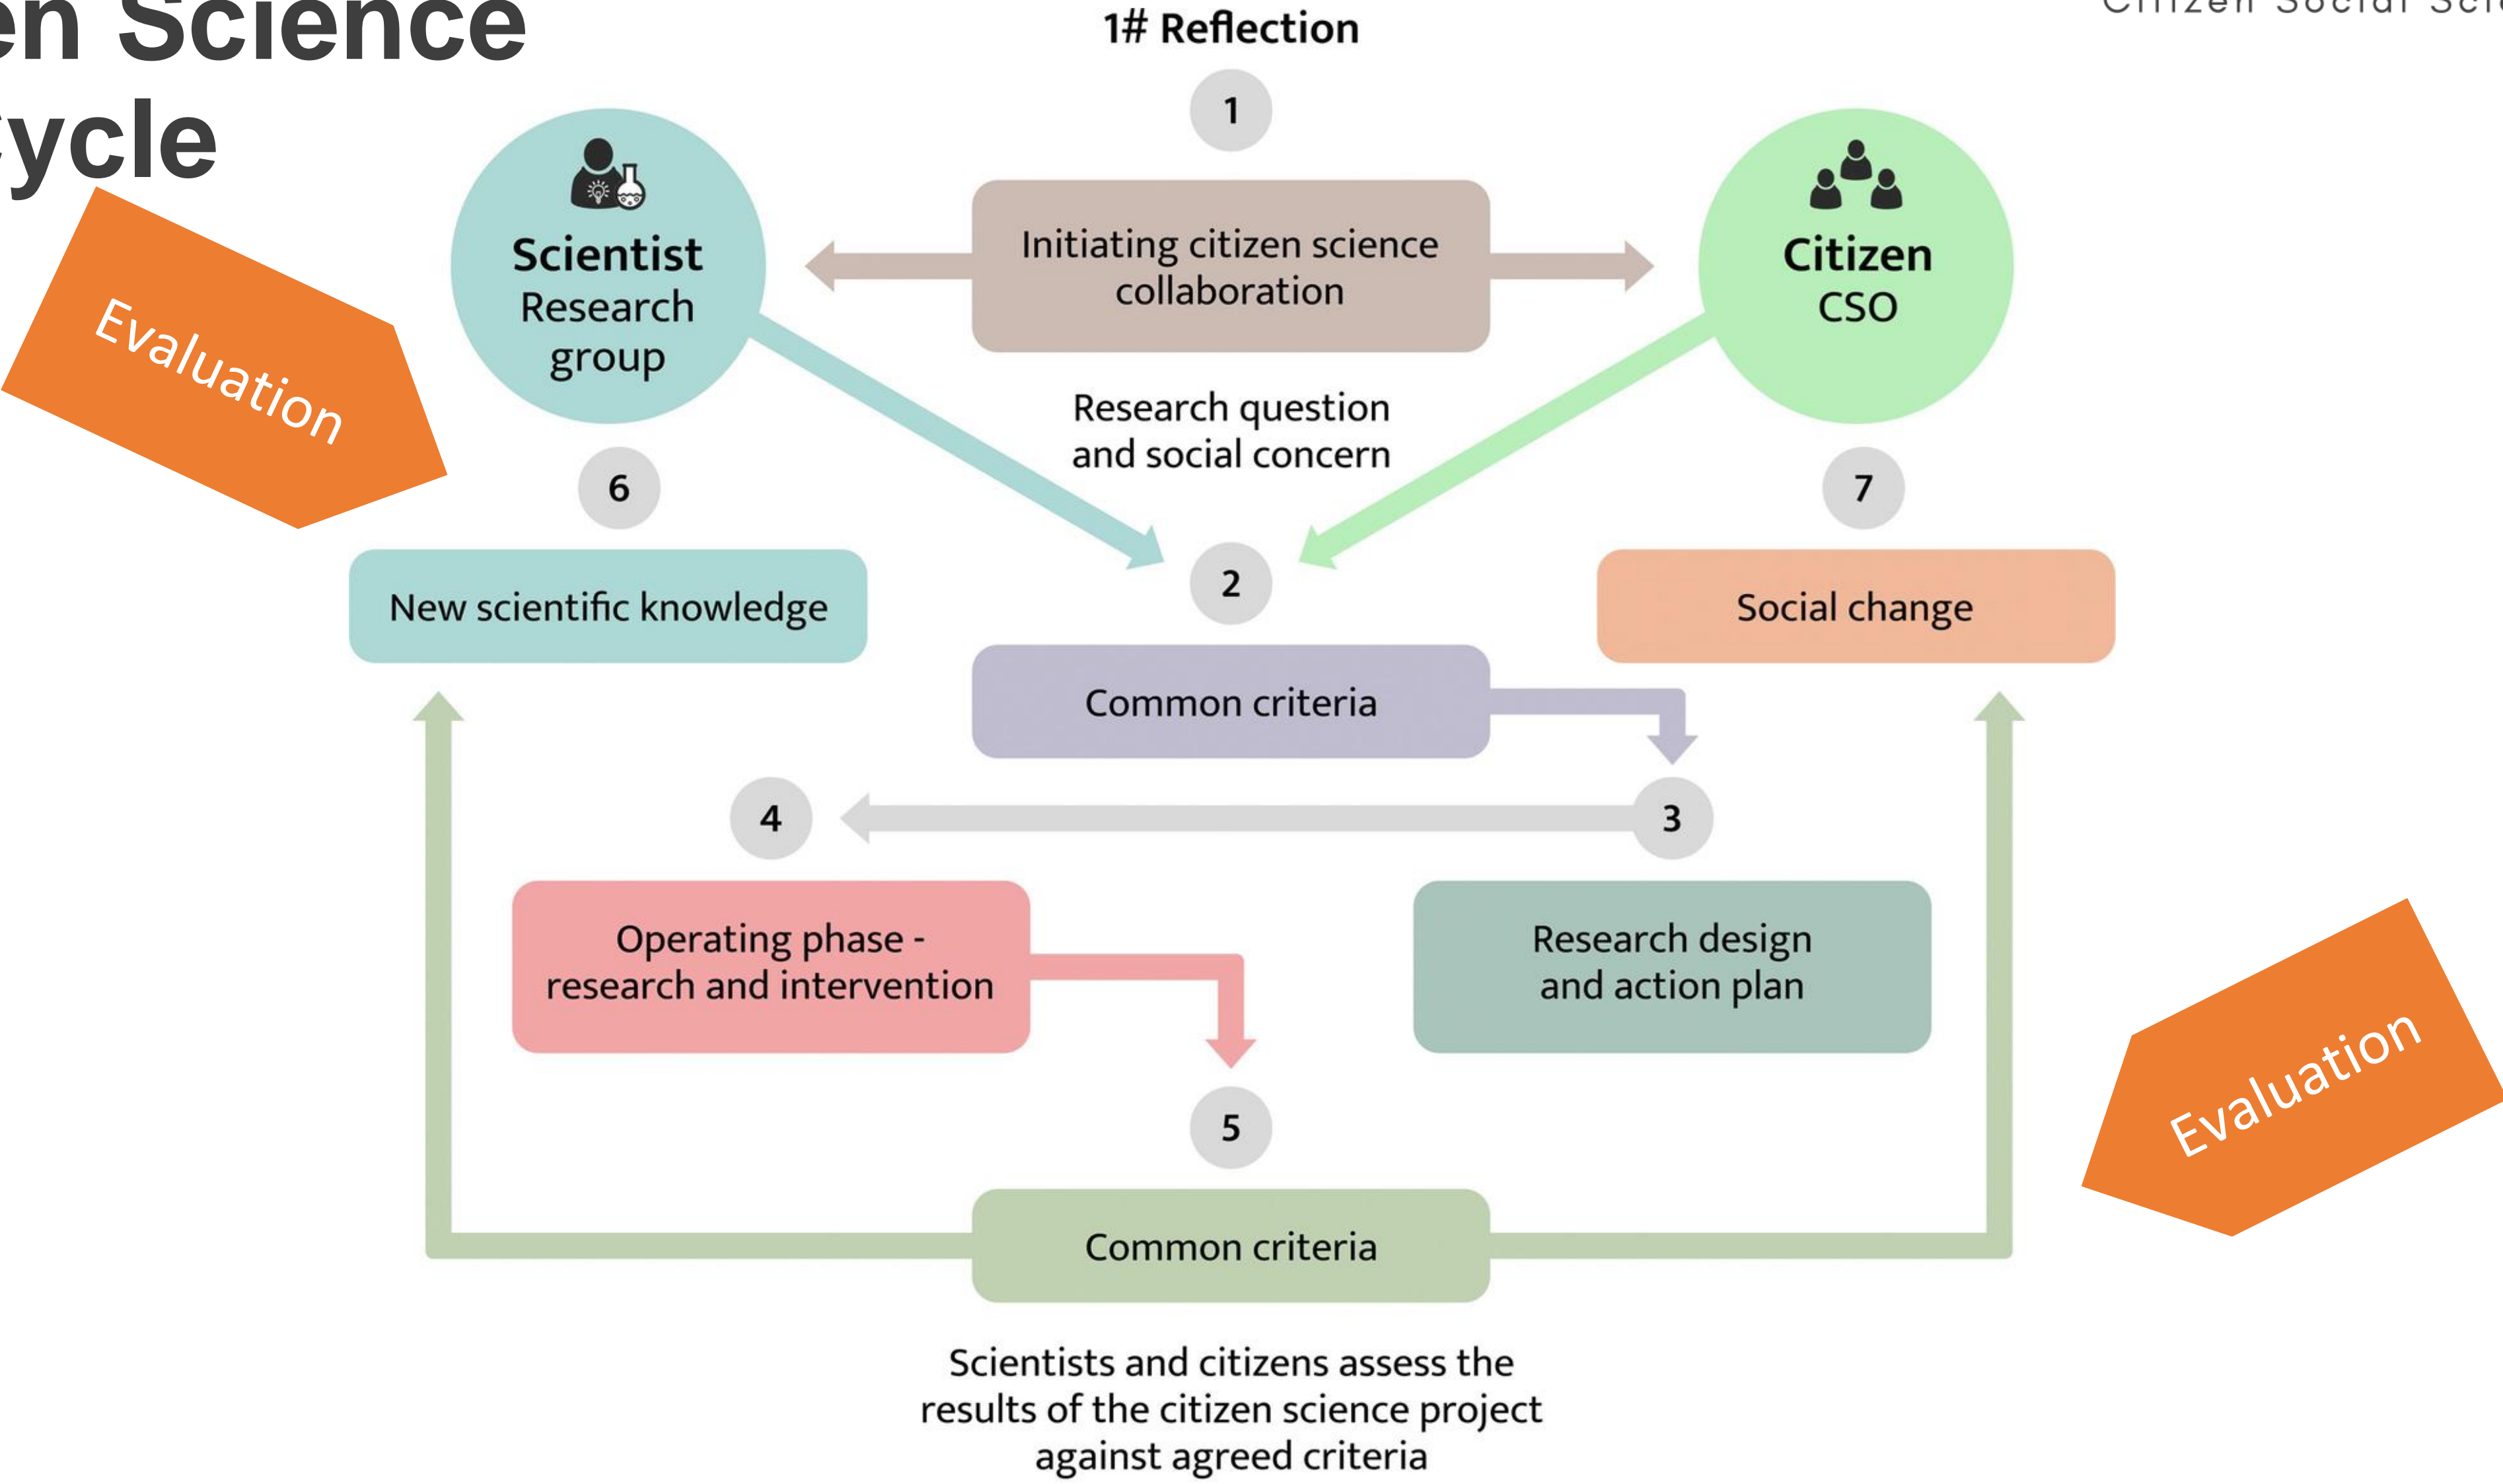 Science
1# Reflection
1
Scientist
Research
group
Initiating citizen science
collaboration
Citizen
CSO
Evaluation
Research question
and social concern
6
7
2
New scientific knowledge
Social change
Common criteria
4
3
Operating phase -
research and intervention
Research design
and action plan
Evaluation
5
Common criteria
Scientists and citizens assess the
results of the citizen science project
against agreed criteria